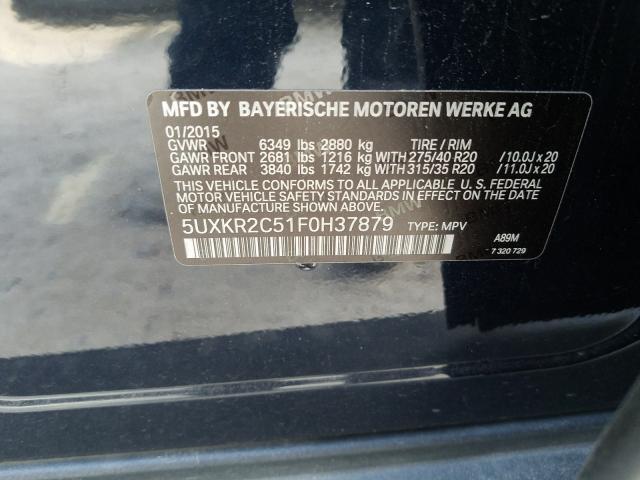 MFD BY BAYERISCHE MOTOREN WERKE AG
01/2015
GVWR 6349 lbs 2880 kg TIRE / RIM
GAWR FRONT 2681 lbs 1216 kg WITH 275/40 R20 /10.0J x 20
GAWR REAR 3840 lbs 1742 kg WITH 315/35 R20 /11.0J x 20
THIS VEHICLE CONFORMS TO ALL APPLICABLE U. S. FEDERAL
MOTOR VEHICLE SAFETY STANDARDS IN EFFECT ON THE DATE OF
MANUFACTURE SHOWN ABOVE.
5UXKR2C51F0H37879 TYPE: MPV
A89M
7 320 729